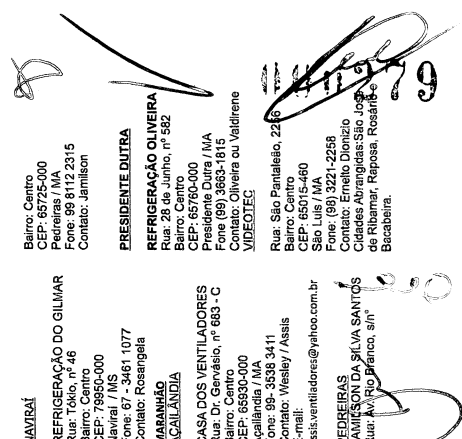 NAVIRAÍ
REFRIGERAÇÃO DO GILMAR
Rua: Tókio, nº 46
Bairro: Centro
CEP: 79950-000
Naviraí / MS
Fone: 67 - 3461 1077
Contato: Rosangela
MARANHÃO
AÇAILÂNDIA
CASA DOS VENTILADORES
Rua: Dr. Gervásio, nº 683 - C
Bairro: Centro
CEP: 65930-000
Açailândia / MA
Fone: 99- 3538 3411
Contato: Wesley / Assis
E-mail:
assis.ventiladores@yahoo.com.br
PEDREIRAS
JAMILSON DA SILVA SANTOS
Rua: Av. Rio Branco, s/nº
Bairro: Centro
CEP: 65725-000
Pedreiras / MA
Fone: 99 8112 2315
Contato: Jamilson
PRESIDENTE DUTRA
REFRIGERAÇÃO OLIVEIRA
Rua: 28 de Junho, nº 582
Bairro: Centro
CEP: 65760-000
Presidente Dutra / MA
Fone (99) 3663-1815
Contato: Oliveira ou Valdirene
VIDEOTEC
Rua: São Pantaleão, 2256
Bairro: Centro
CEP: 65015-460
São Luis / MA
Fone: (98) 3221-2258
Contato: Ernelto Dionizio
Cidades Abrangidas:São José
de Ribamar, Raposa, Rosário e
Bacabeira.